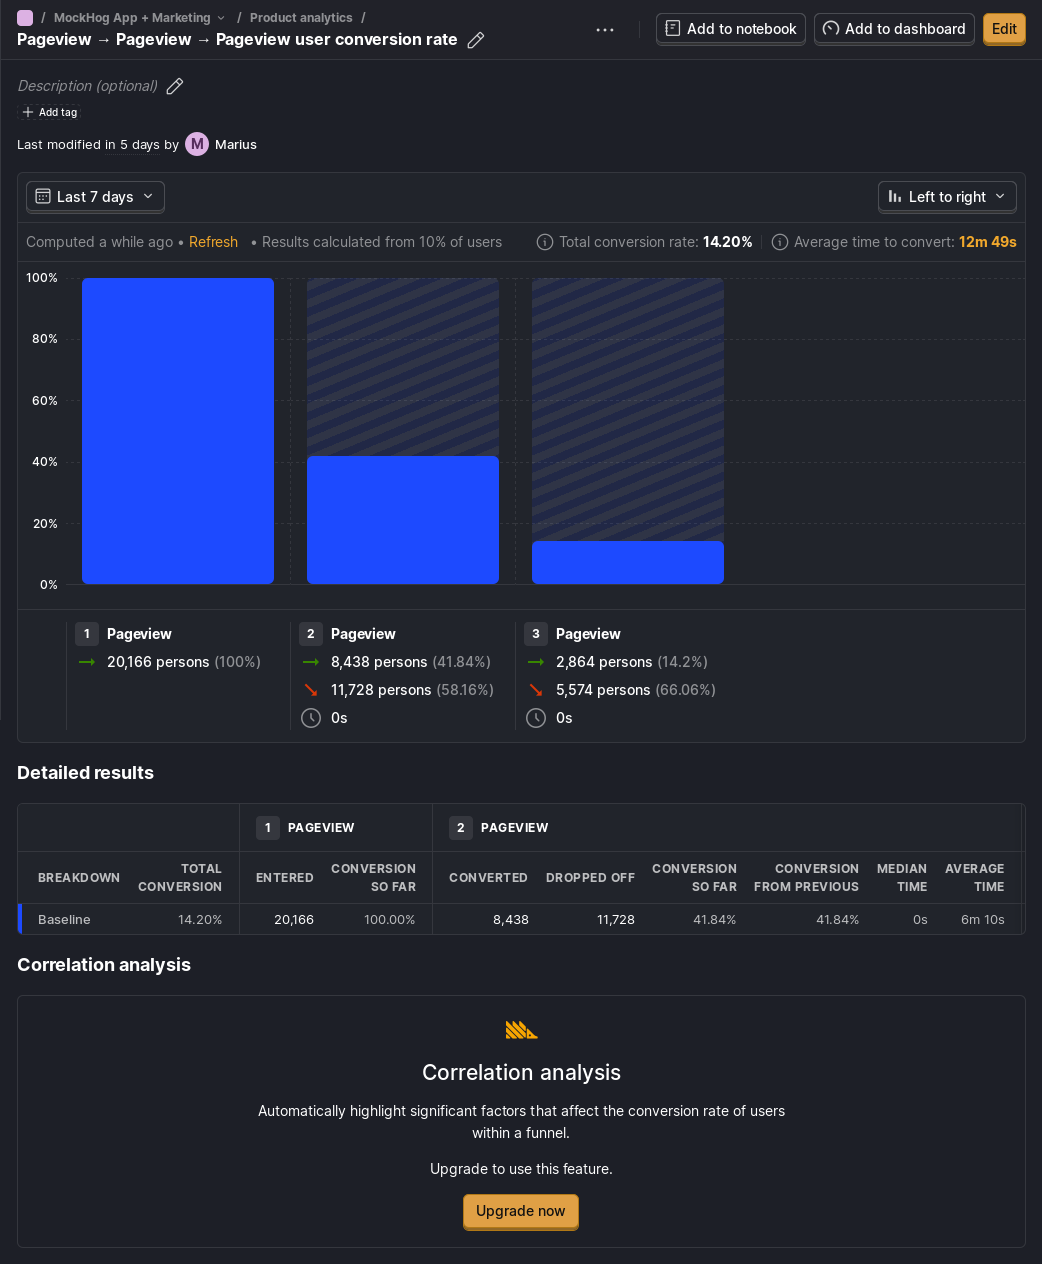 / MockHog App + Marketing / Product analytics /
Pageview → Pageview → Pageview user conversion rate
Add to notebook
Add to dashboard
Edit
Description (optional)
Add tag
Last modified in 5 days by M Marius
Last 7 days
Left to right
Computed a while ago • Refresh • Results calculated from 10% of users
Total conversion rate: 14.20%
Average time to convert: 12m 49s
100%
80%
60%
40%
20%
0%
1 Pageview
20,166 persons (100%)
2 Pageview
8,438 persons (41.84%)
11,728 persons (58.16%)
0s
3 Pageview
2,864 persons (14.2%)
5,574 persons (66.06%)
0s
Detailed results
1 PAGEVIEW
2 PAGEVIEW
BREAKDOWN
TOTAL
CONVERSION
ENTERED
CONVERSION
SO FAR
CONVERTED
DROPPED OFF
CONVERSION
SO FAR
CONVERSION
FROM PREVIOUS
MEDIAN
TIME
AVERAGE
TIME
Baseline 14.20% 20,166 100.00% 8,438 11,728 41.84% 41.84% 0s 6m 10s
Correlation analysis
Correlation analysis
Automatically highlight significant factors that affect the conversion rate of users
within a funnel.
Upgrade to use this feature.
Upgrade now